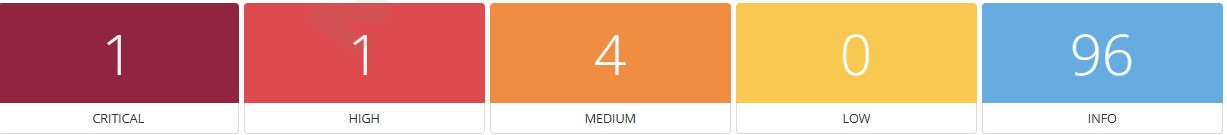 1 1 4 0 96
CRITICAL HIGH MEDIUM LOW INFO